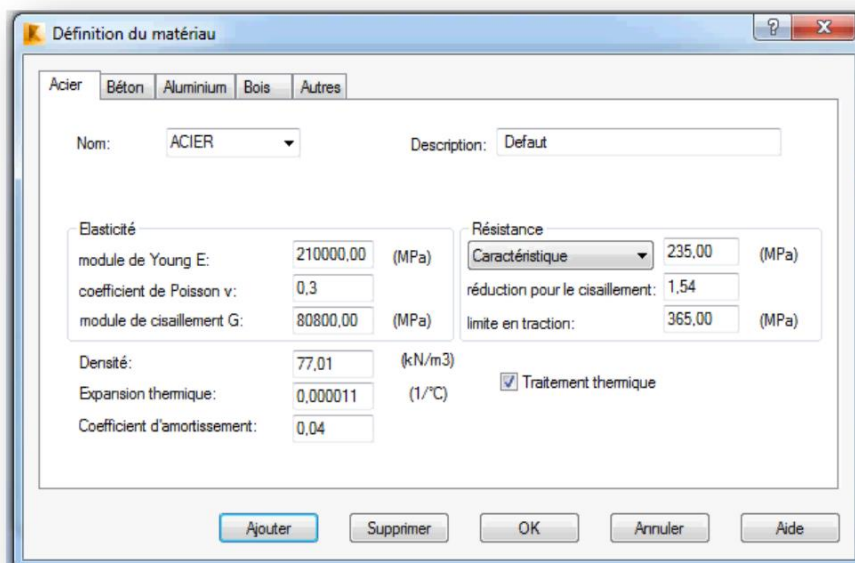 Définition du matériau
Acier Béton Aluminium Bois Autres
Nom: ACIER Description: Defaut
Elasticité Résistance
module de Young E: 210000,00 (MPa) Caractéristique 235,00 (MPa)
coefficient de Poisson v: 0,3 réduction pour le cisaillement: 1,54
module de cisaillement G: 80800,00 (MPa) limite en traction: 365,00 (MPa)
Densité: 77,01 (kN/m3)
Traitement thermique
Expansion thermique: 0,000011 (1/°C)
Coefficient d'amortissement: 0,04
Ajouter Supprimer OK Annuler Aide